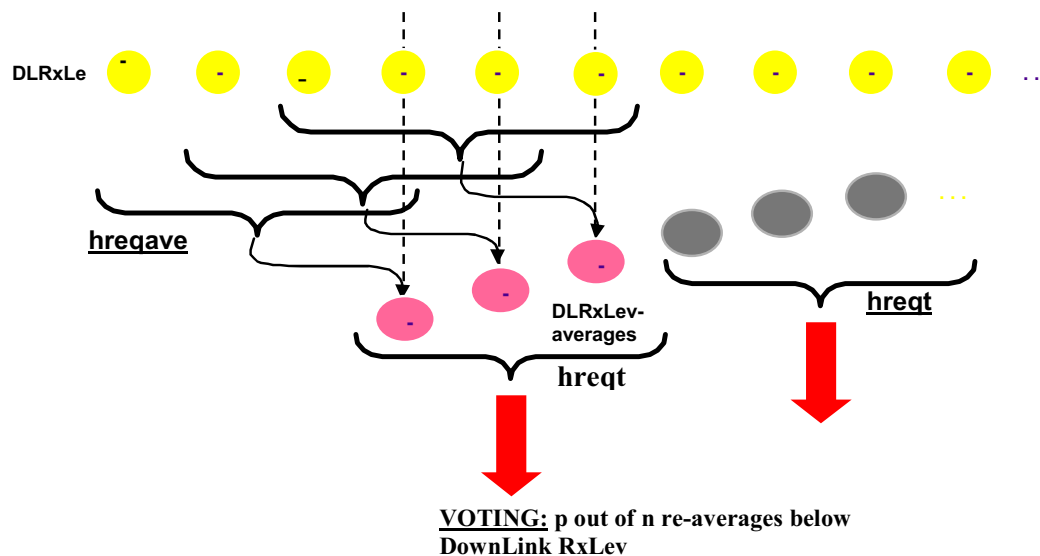 DLRxLe - - - - - - - - - - . .
hreqave
. . .
- - -
DLRxLev-
averages
hreqt
hreqt
VOTING: p out of n re-averages below
DownLink RxLev